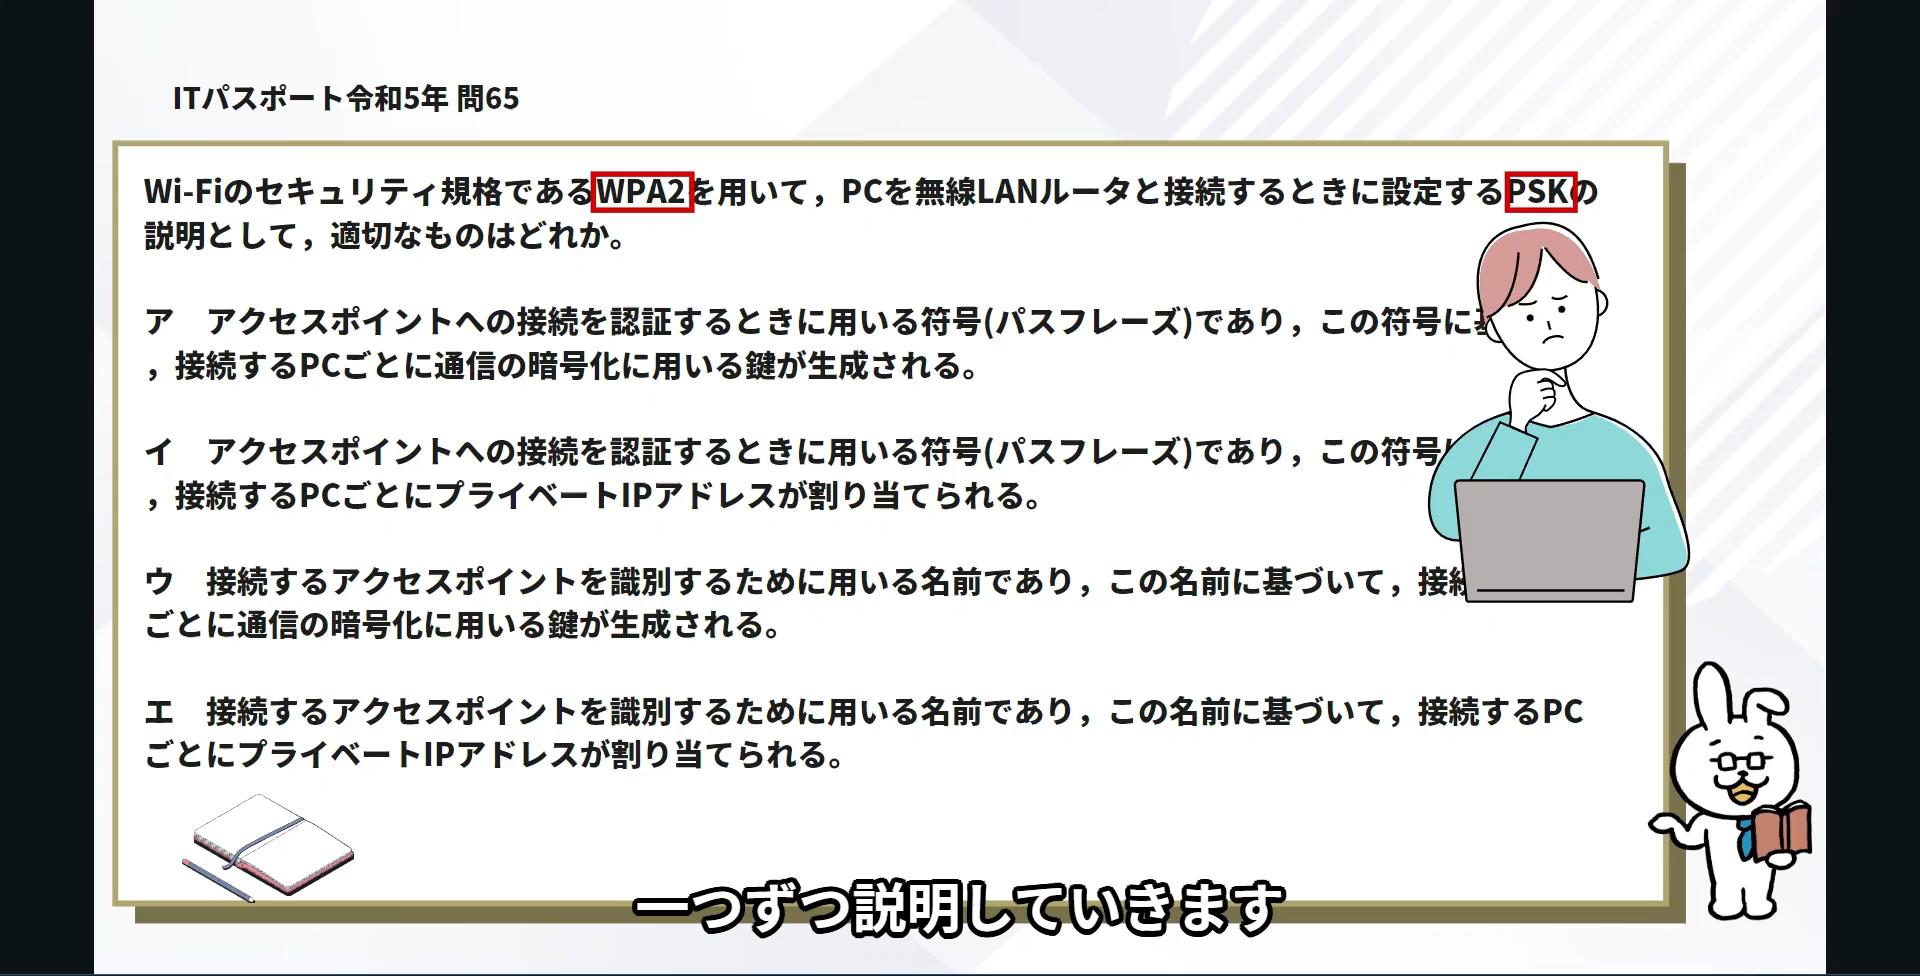 ITパスポート令和5年 問65
Wi-Fiのセキュリティ規格であるWPA2を用いて，PCを無線LANルータと接続するときに設定するPSKの
説明として，適切なものはどれか。
ア　アクセスポイントへの接続を認証するときに用いる符号(パスフレーズ)であり，この符号に
，接続するPCごとに通信の暗号化に用いる鍵が生成される。
イ　アクセスポイントへの接続を認証するときに用いる符号(パスフレーズ)であり，この符号
，接続するPCごとにプライベートIPアドレスが割り当てられる。
ウ　接続するアクセスポイントを識別するために用いる名前であり，この名前に基づいて，接
ごとに通信の暗号化に用いる鍵が生成される。
エ　接続するアクセスポイントを識別するために用いる名前であり，この名前に基づいて，接続するPC
ごとにプライベートIPアドレスが割り当てられる。
一つずつ説明していきます